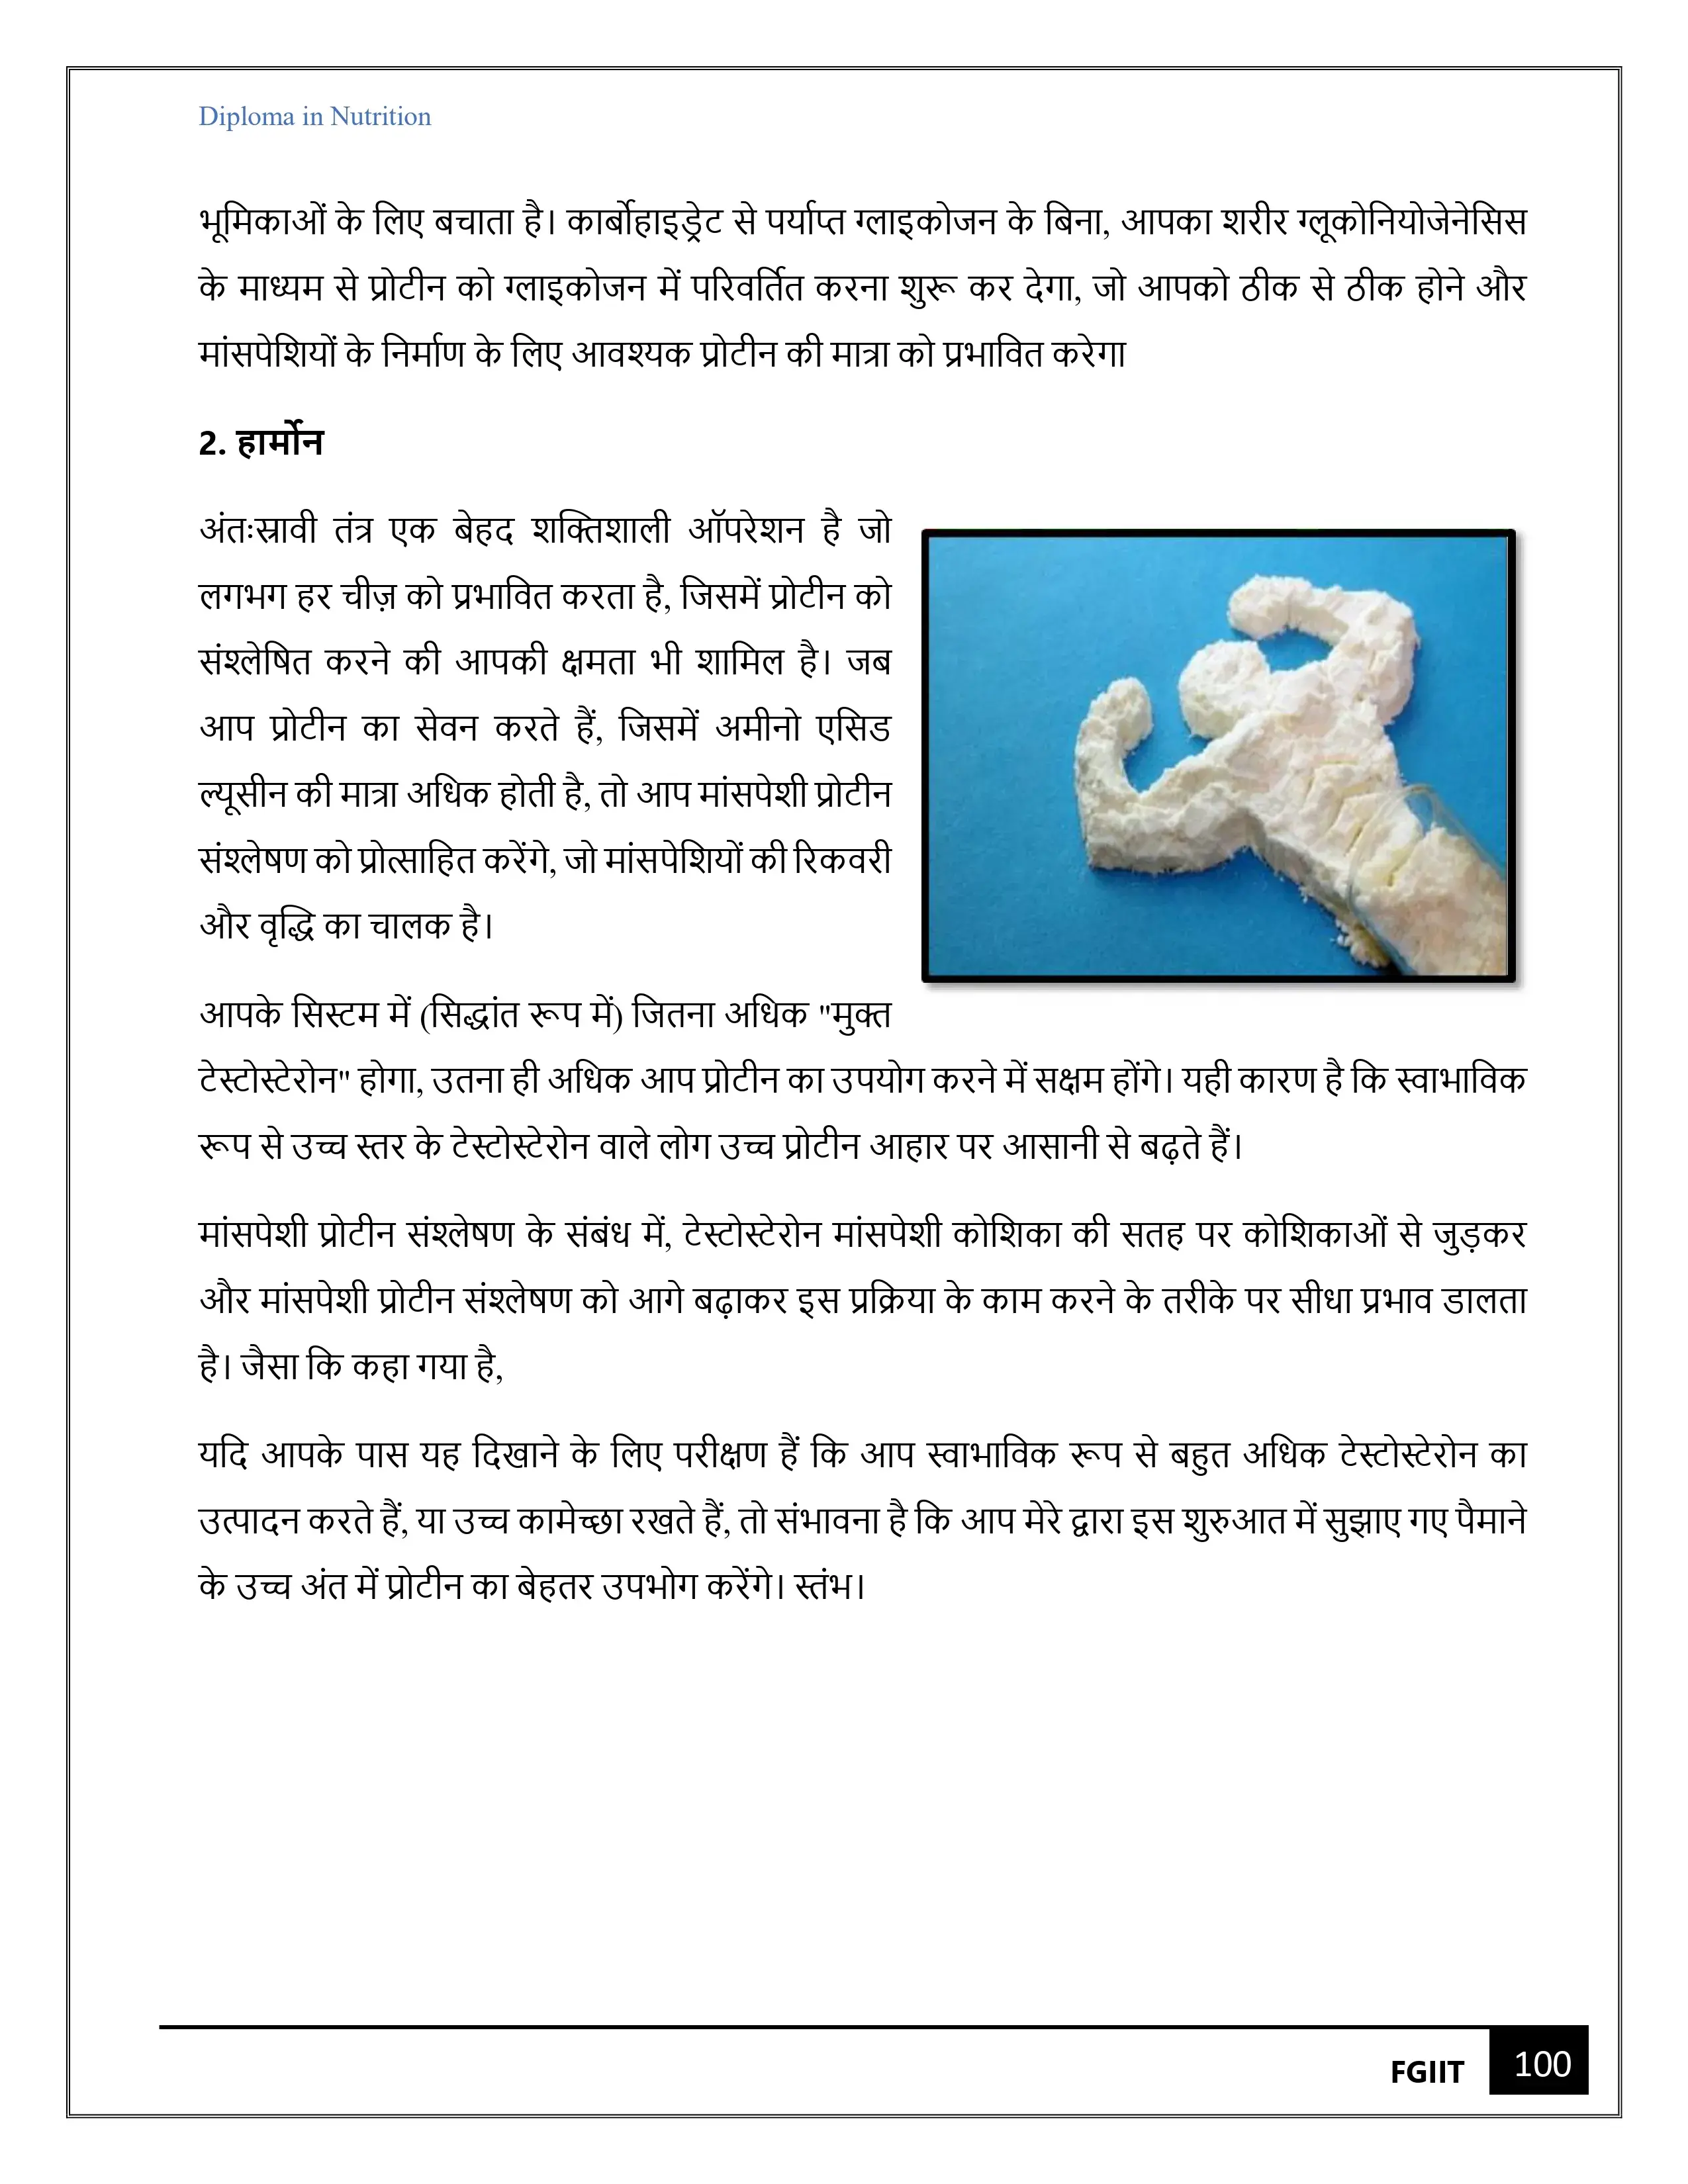 Diploma in Nutrition
भूमिकाओं के लिए बचाता है। कार्बोहाइड्रेट से पर्याप्त ग्लाइकोजन के बिना, आपका शरीर ग्लूकोनियोजेनेसिस
के माध्यम से प्रोटीन को ग्लाइकोजन में परिवर्तित करना शुरू कर देगा, जो आपको ठीक से ठीक होने और
मांसपेशियों के निर्माण के लिए आवश्यक प्रोटीन की मात्रा को प्रभावित करेगा
2. हार्मोन
अंतःस्रावी तंत्र एक बेहद शक्तिशाली ऑपरेशन है जो
लगभग हर चीज़ को प्रभावित करता है, जिसमें प्रोटीन को
संश्लेषित करने की आपकी क्षमता भी शामिल है। जब
आप प्रोटीन का सेवन करते हैं, जिसमें अमीनो एसिड
ल्यूसीन की मात्रा अधिक होती है, तो आप मांसपेशी प्रोटीन
संश्लेषण को प्रोत्साहित करेंगे, जो मांसपेशियों की रिकवरी
और वृद्धि का चालक है।
आपके सिस्टम में (सिद्धांत रूप में) जितना अधिक "मुक्त
टेस्टोस्टेरोन" होगा, उतना ही अधिक आप प्रोटीन का उपयोग करने में सक्षम होंगे। यही कारण है कि स्वाभाविक
रूप से उच्च स्तर के टेस्टोस्टेरोन वाले लोग उच्च प्रोटीन आहार पर आसानी से बढ़ते हैं।
मांसपेशी प्रोटीन संश्लेषण के संबंध में, टेस्टोस्टेरोन मांसपेशी कोशिका की सतह पर कोशिकाओं से जुड़कर
और मांसपेशी प्रोटीन संश्लेषण को आगे बढ़ाकर इस प्रक्रिया के काम करने के तरीके पर सीधा प्रभाव डालता
है। जैसा कि कहा गया है,
यदि आपके पास यह दिखाने के लिए परीक्षण हैं कि आप स्वाभाविक रूप से बहुत अधिक टेस्टोस्टेरोन का
उत्पादन करते हैं, या उच्च कामेच्छा रखते हैं, तो संभावना है कि आप मेरे द्वारा इस शुरुआत में सुझाए गए पैमाने
के उच्च अंत में प्रोटीन का बेहतर उपभोग करेंगे। स्तंभ।
FGIIT 100